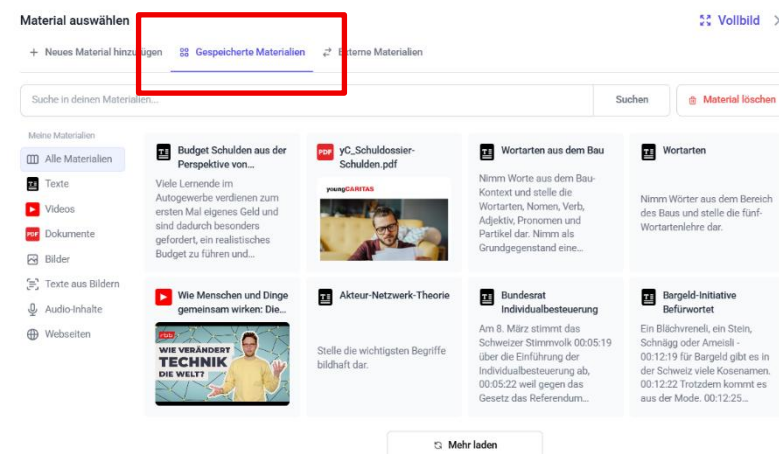 Material auswählen
Vollbild
Neues Material hinzufügen
Gespeicherte Materialien
Externe Materialien
Suche in deinen Materialien...
Suchen
Material löschen
Meine Materialien
Alle Materialien
Texte
Videos
Dokumente
Bilder
Texte aus Bildern
Audio-Inhalte
Webseiten
Budget Schulden aus der
Perspektive von...
Viele Lernende im
Autogewerbe verdienen zum
ersten Mal eigenes Geld und
sind dadurch besonders
gefordert, ein realistisches
Budget zu führen und...
PDF
yC_Schuldossier-
Schulden.pdf
youngCARITAS
Wortarten aus dem Bau
Nimm Worte aus dem Bau-
Kontext und stelle die
Wortarten, Nomen, Verb,
Adjektiv, Pronomen und
Partikel dar. Nimm als
Grundgegenstand eine...
Wortarten
Nimm Wörter aus dem Bereich
des Baus und stelle die fünf-
Wortartenlehre dar.
Wie Menschen und Dinge
gemeinsam wirken: Die...
WIE VERÄNDERT
TECHNIK
DIE WELT?
Akteur-Netzwerk-Theorie
Stelle die wichtigsten Begriffe
bildhaft dar.
Bundesrat
Individualbesteuerung
Am 8. März stimmt das
Schweizer Stimmvolk 00:05:19
über die Einführung der
Individualbesteuerung ab,
00:05:22 weil gegen das
Gesetz das Referendum...
Bargeld-Initiative
Befürwortet
Ein Blächvreneli, ein Stein,
Schnägg oder Ameisli -
00:12:19 für Bargeld gibt es in
der Schweiz viele Kosenamen.
00:12:22 Trotzdem kommt es
aus der Mode. 00:12:25...
Mehr laden